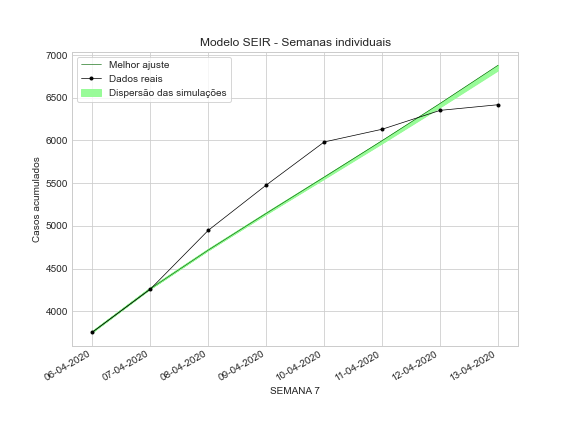 Modelo SEIR - Semanas individuais
Melhor ajuste
Dados reais
Dispersão das simulações
Casos acumulados
7000
6500
6000
5500
5000
4500
4000
06-04-2020
07-04-2020
08-04-2020
09-04-2020
10-04-2020
11-04-2020
12-04-2020
13-04-2020
SEMANA 7